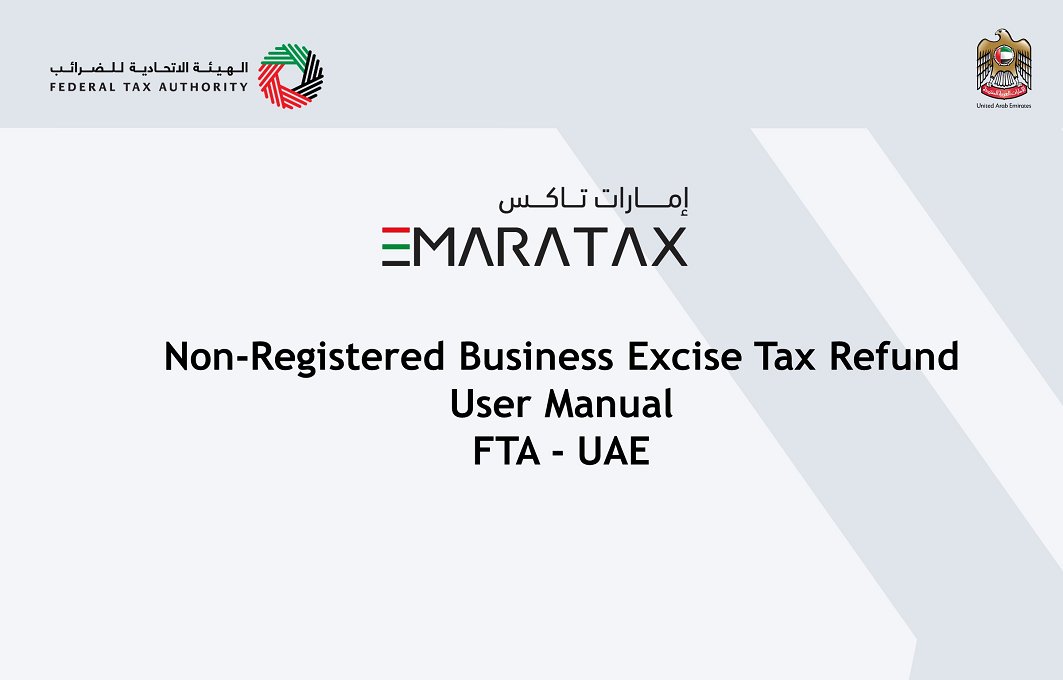 الهيئة الاتحادية للضرائب
FEDERAL TAX AUTHORITY
United Arab Emirates
إمارات تاكس
EMARATAX
Non-Registered Business Excise Tax Refund
User Manual
FTA - UAE